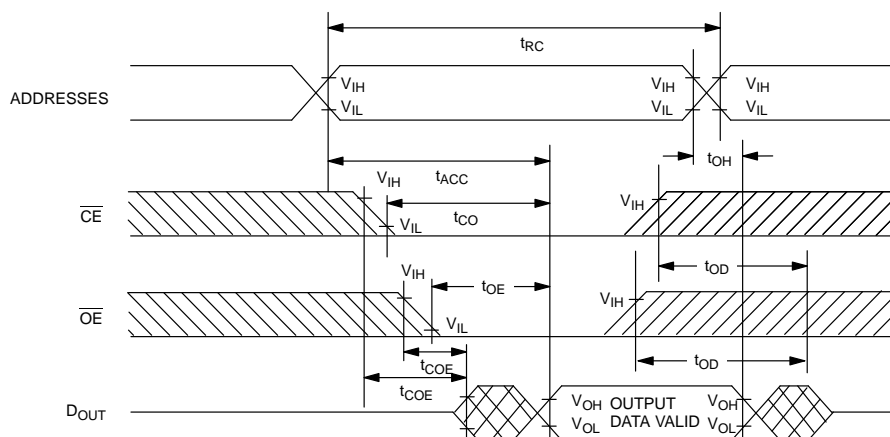 tRC
ADDRESSES
VIH VIH VIH
VIL VIL VIL
tOH
tACC
VIH
CE
tCO
VIL
VIH
tOD
VIH
OE
tOE
VIL
VIH
tOD
tCOE
tCOE
DOUT
VOH OUTPUT VOH
VOL DATA VALID VOL